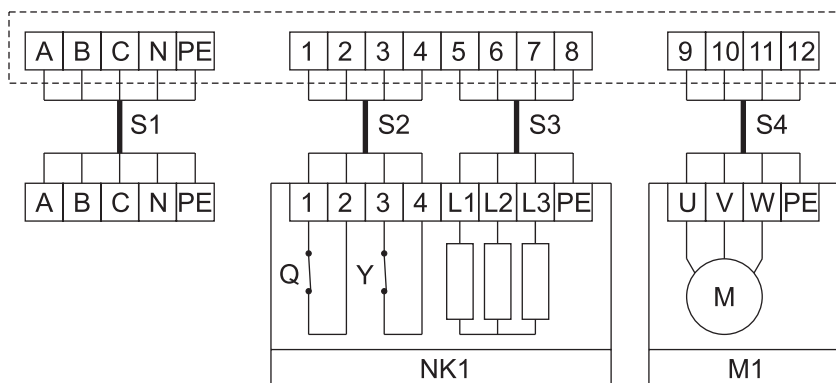 A B C N PE 1 2 3 4 5 6 7 8 9 10 11 12
S1 S2 S3 S4
A B C N PE 1 2 3 4 L1 L2 L3 PE U V W PE
Q Y M
NK1 M1